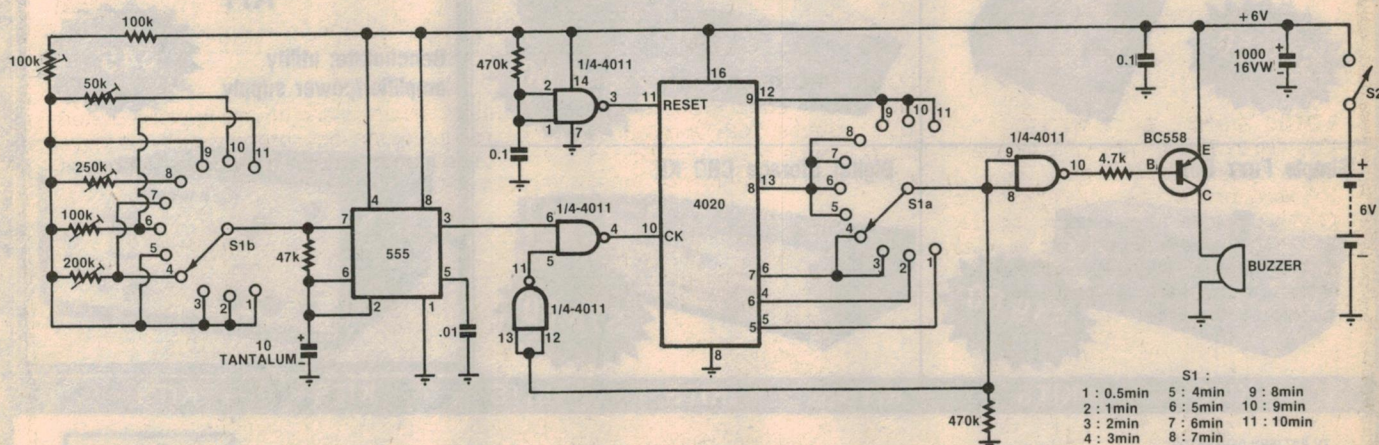 100k
+6V
100k
50k
470k
1/4-4011
2
14
3
1
7
0.1
16
11 RESET
9 12
10 CK
4020
8 13
7 6
6 4
5 5
8
9 10 11
8
7
6
5
4
3 2 1
S1a
1/4-4011
9
8
10
4.7k
BC558
B
E
C
0.1
1000
16VW
+
-
S2
+
6V
-
BUZZER
9 10 11
250k
8
7
100k
6
5
200k
4
3 2 1
S1b
47k
10
TANTALUM
+
-
4
8
7
3
6
5
2
1
555
.01
1/4-4011
6
5
4
11
1/4-4011
13 12
470k
S1 :
1 : 0.5min 5 : 4min 9 : 8min
2 : 1min 6 : 5min 10 : 9min
3 : 2min 7 : 6min 11 : 10min
4 : 3min 8 : 7min